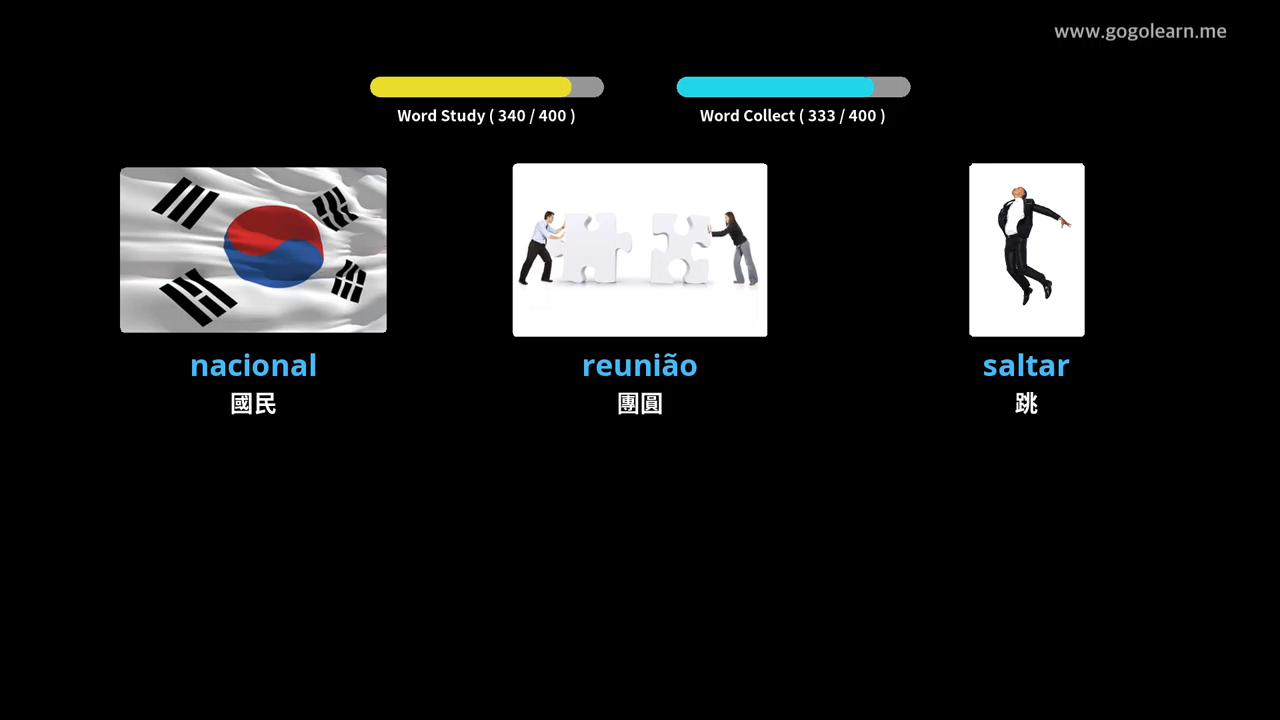 www.gogolearn.me
Word Study ( 340 / 400 )
Word Collect ( 333 / 400 )
nacional
國民
reunião
團圓
saltar
跳